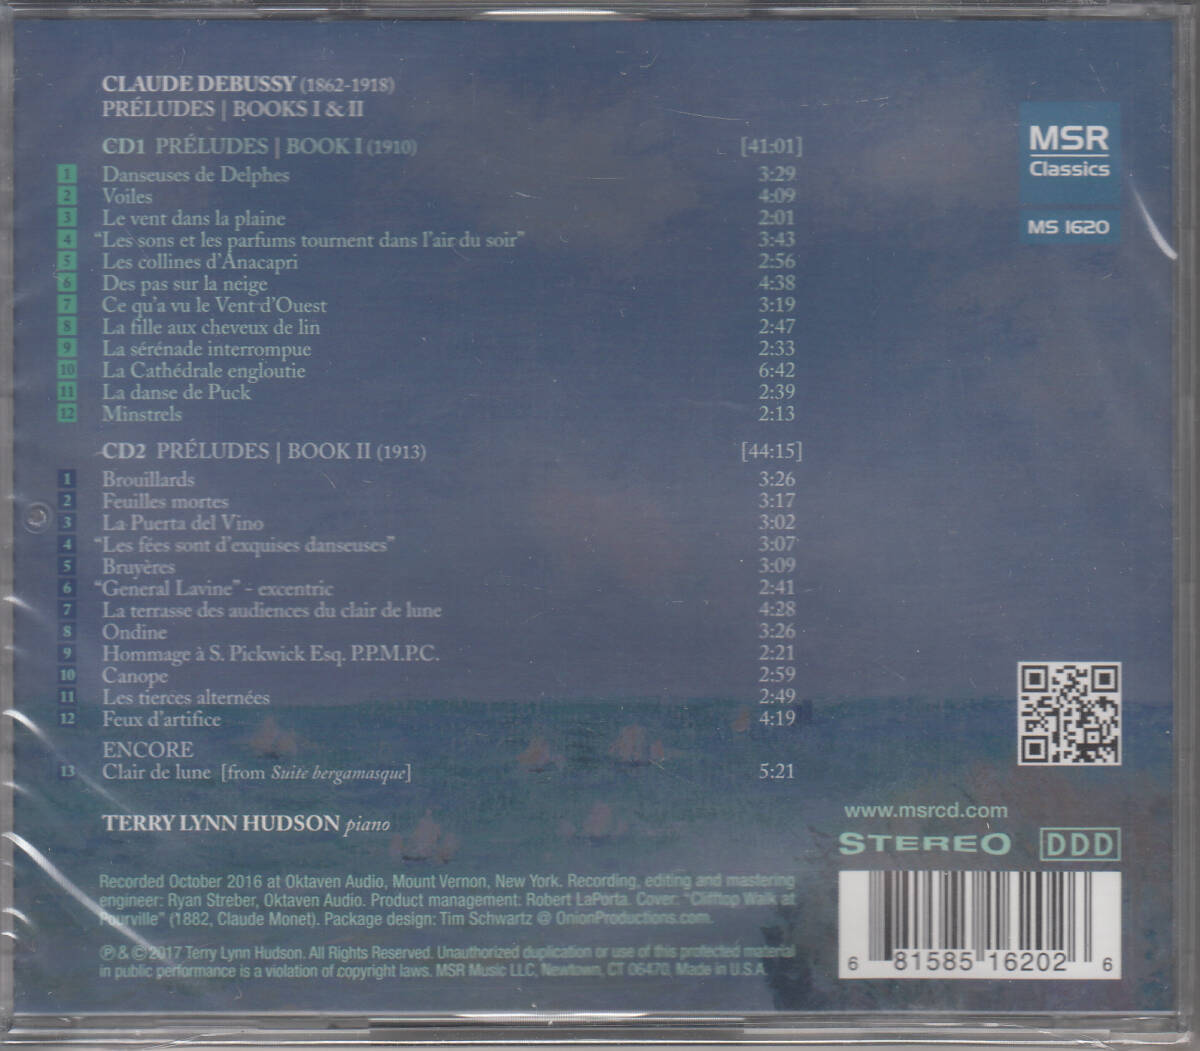 CLAUDE DEBUSSY (1862-1918)
PRÉLUDES | BOOKS I & II
CD1 PRÉLUDES | BOOK I (1910) [41:01]
1 Danseuses de Delphes 3:29
2 Voiles 4:09
3 Le vent dans la plaine 2:01
4 “Les sons et les parfums tournent dans l’air du soir” 3:43
5 Les collines d’Anacapri 2:56
6 Des pas sur la neige 4:38
7 Ce qu’a vu le Vent d’Ouest 3:19
8 La fille aux cheveux de lin 2:47
9 La sérénade interrompue 2:33
10 La Cathédrale engloutie 6:42
11 La danse de Puck 2:39
12 Minstrels 2:13
CD2 PRÉLUDES | BOOK II (1913) [44:15]
1 Brouillards 3:26
2 Feuilles mortes 3:17
3 La Puerta del Vino 3:02
4 “Les fées sont d’exquises danseuses” 3:07
5 Bruyères 3:09
6 “General Lavine” - excentric 2:41
7 La terrasse des audiences du clair de lune 4:28
8 Ondine 3:26
9 Hommage à S. Pickwick Esq. P.P.M.P.C. 2:21
10 Canope 2:59
11 Les tierces alternées 2:49
12 Feux d’artifice 4:19
ENCORE
13 Clair de lune [from Suite bergamasque] 5:21
TERRY LYNN HUDSON piano
Recorded October 2016 at Oktaven Audio, Mount Vernon, New York. Recording, editing and mastering
engineer: Ryan Streber, Oktaven Audio. Product management: Robert LaPorta. Cover: “Clifftop Walk at
Pourville” (1882, Claude Monet). Package design: Tim Schwartz @ OnionProductions.com.
℗ & © 2017 Terry Lynn Hudson. All Rights Reserved. Unauthorized duplication or use of this protected material
in public performance is a violation of copyright laws. MSR Music LLC, Newtown, CT 06470, Made in U.S.A.
MSR
Classics
MS 1620
www.msrcd.com
STEREO DDD
6 81585 16202 6